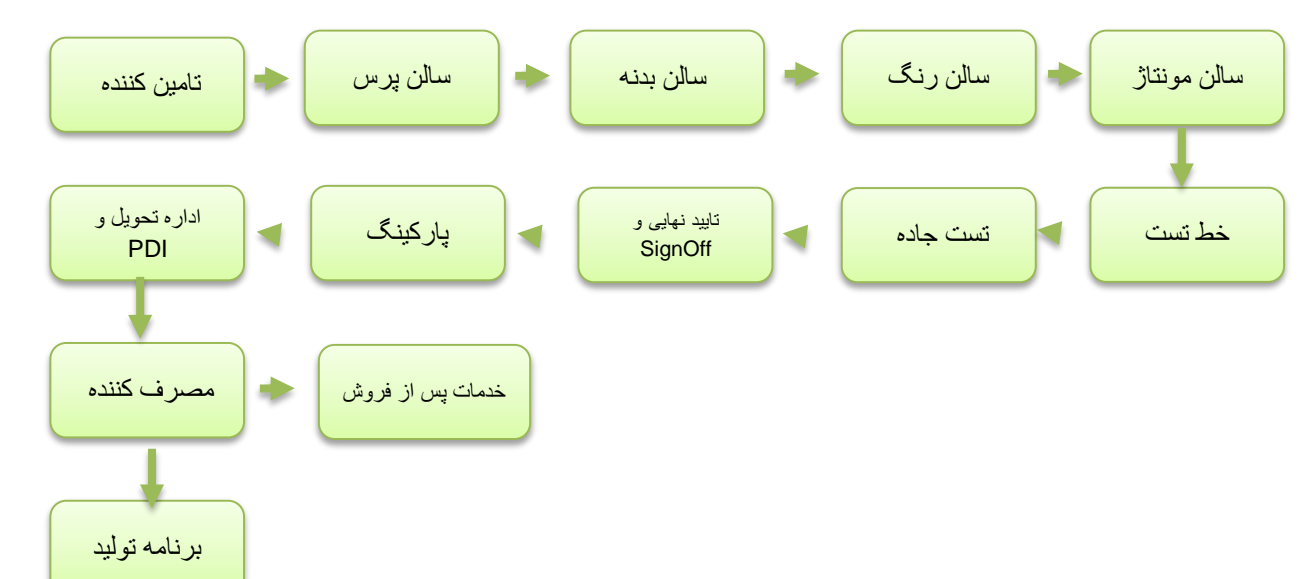 تامین کننده
سالن پرس
سالن بدنه
سالن رنگ
سالن مونتاژ
خط تست
تست جاده
تایید نهایی و
SignOff
پارکینگ
اداره تحویل و
PDI
مصرف کننده
خدمات پس از فروش
برنامه تولید